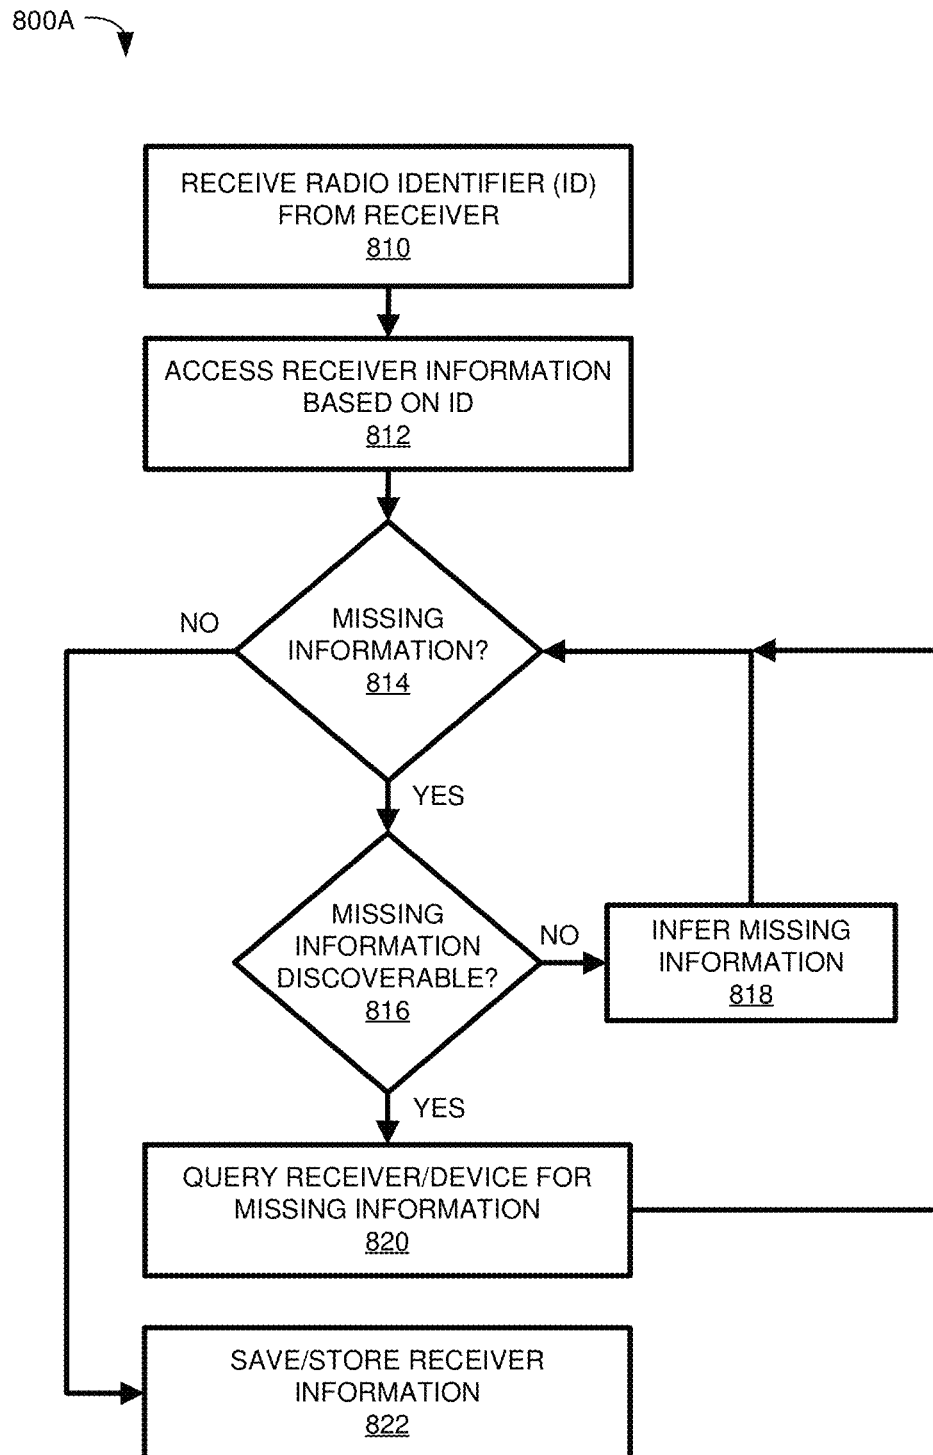 800A
RECEIVE RADIO IDENTIFIER (ID)
FROM RECEIVER
810
ACCESS RECEIVER INFORMATION
BASED ON ID
812
NO
MISSING
INFORMATION?
814
YES
MISSING
INFORMATION
DISCOVERABLE?
816
NO
INFER MISSING
INFORMATION
818
YES
QUERY RECEIVER/DEVICE FOR
MISSING INFORMATION
820
SAVE/STORE RECEIVER
INFORMATION
822